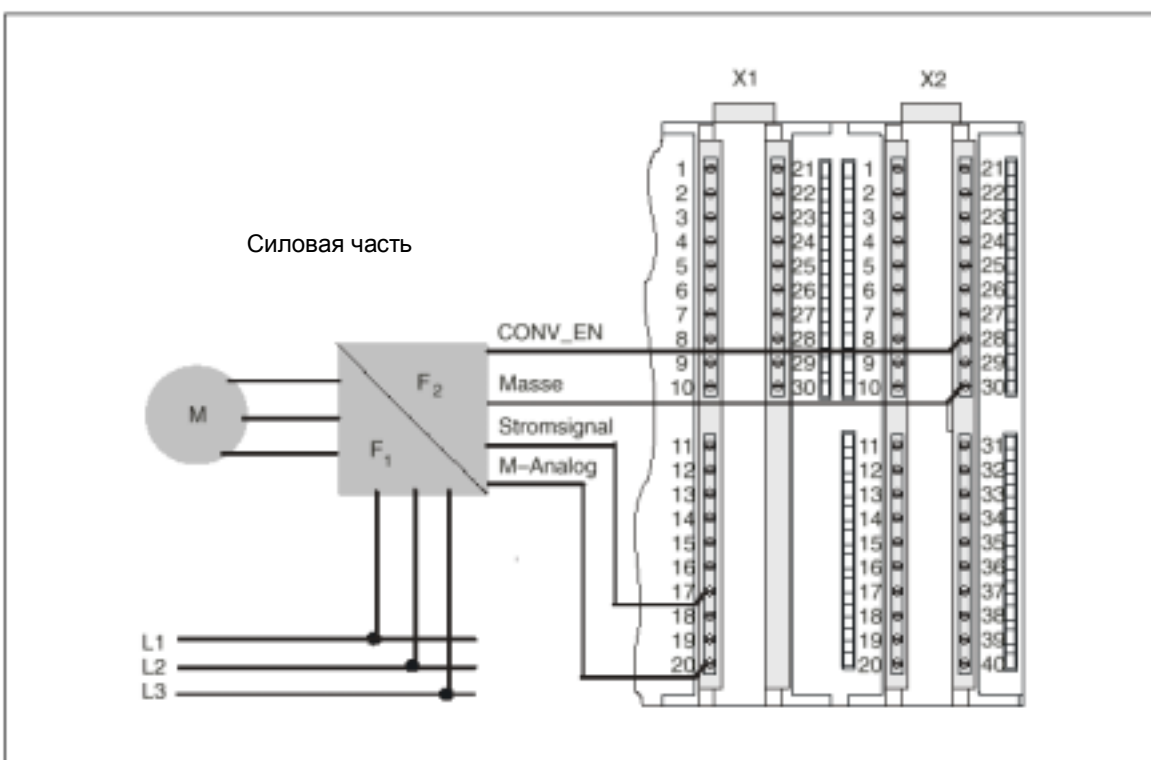 X1 X2
1 21 1 21
2 22 2 22
3 23 3 23
Силовая часть
4 24 4 24
5 25 5 25
6 26 6 26
7 27 7 27
CONV_EN
8 28 8 28
9 29 9 29
Masse
10 30 10 30
M
F2
F1
Stromsignal
M–Analog
11 11 31
12 12 32
13 13 33
14 14 34
15 15 35
16 16 36
17 17 37
18 18 38
19 19 39
20 20 40
L1
L2
L3